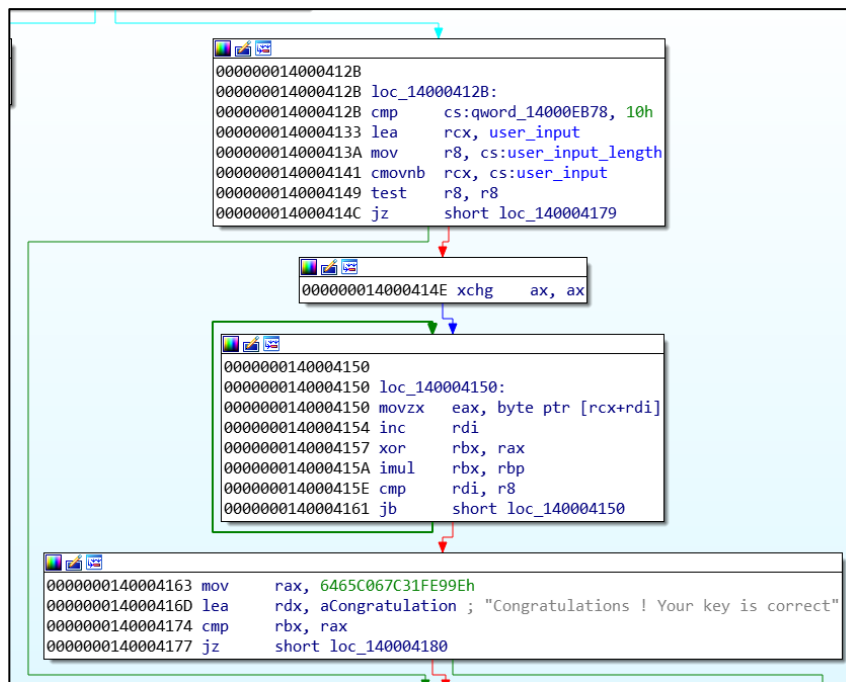 000000014000412B
000000014000412B loc_14000412B:
000000014000412B cmp cs:qword_14000EB78, 10h
0000000140004133 lea rcx, user_input
000000014000413A mov r8, cs:user_input_length
0000000140004141 cmovnb rcx, cs:user_input
0000000140004149 test r8, r8
000000014000414C jz short loc_140004179
000000014000414E xchg ax, ax
0000000140004150
0000000140004150 loc_140004150:
0000000140004150 movzx eax, byte ptr [rcx+rdi]
0000000140004154 inc rdi
0000000140004157 xor rbx, rax
000000014000415A imul rbx, rbp
000000014000415E cmp rdi, r8
0000000140004161 jb short loc_140004150
0000000140004163 mov rax, 6465C067C31FE99Eh
000000014000416D lea rdx, aCongratulation ; "Congratulations ! Your key is correct"
0000000140004174 cmp rbx, rax
0000000140004177 jz short loc_140004180